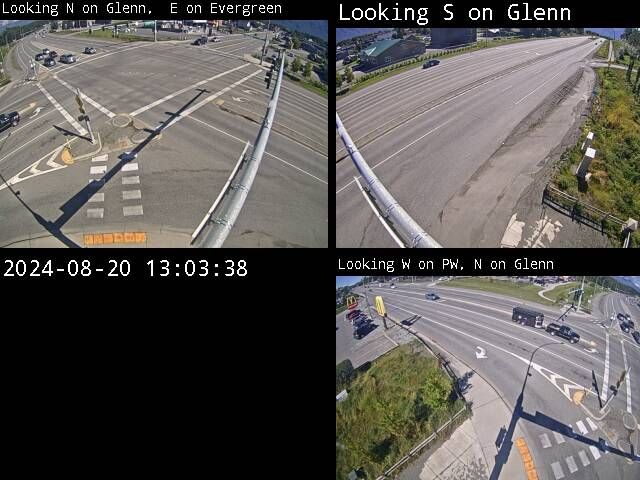 Looking N on Glenn, E on Evergreen
Looking S on Glenn
2024-08-20 13:03:38
Looking W on PW, N on Glenn